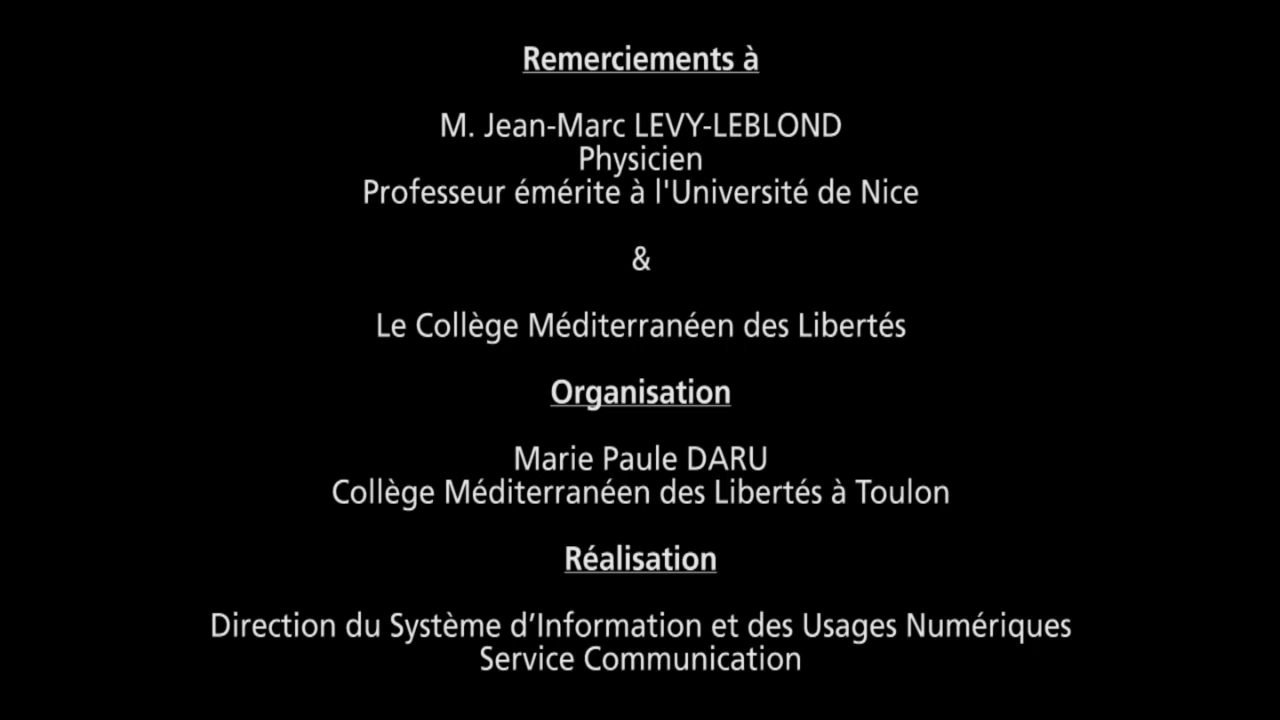 Remerciements à
M. Jean-Marc LEVY-LEBLOND
Physicien
Professeur émérite à l'Université de Nice
&
Le Collège Méditerranéen des Libertés
Organisation
Marie Paule DARU
Collège Méditerranéen des Libertés à Toulon
Réalisation
Direction du Système d’Information et des Usages Numériques
Service Communication